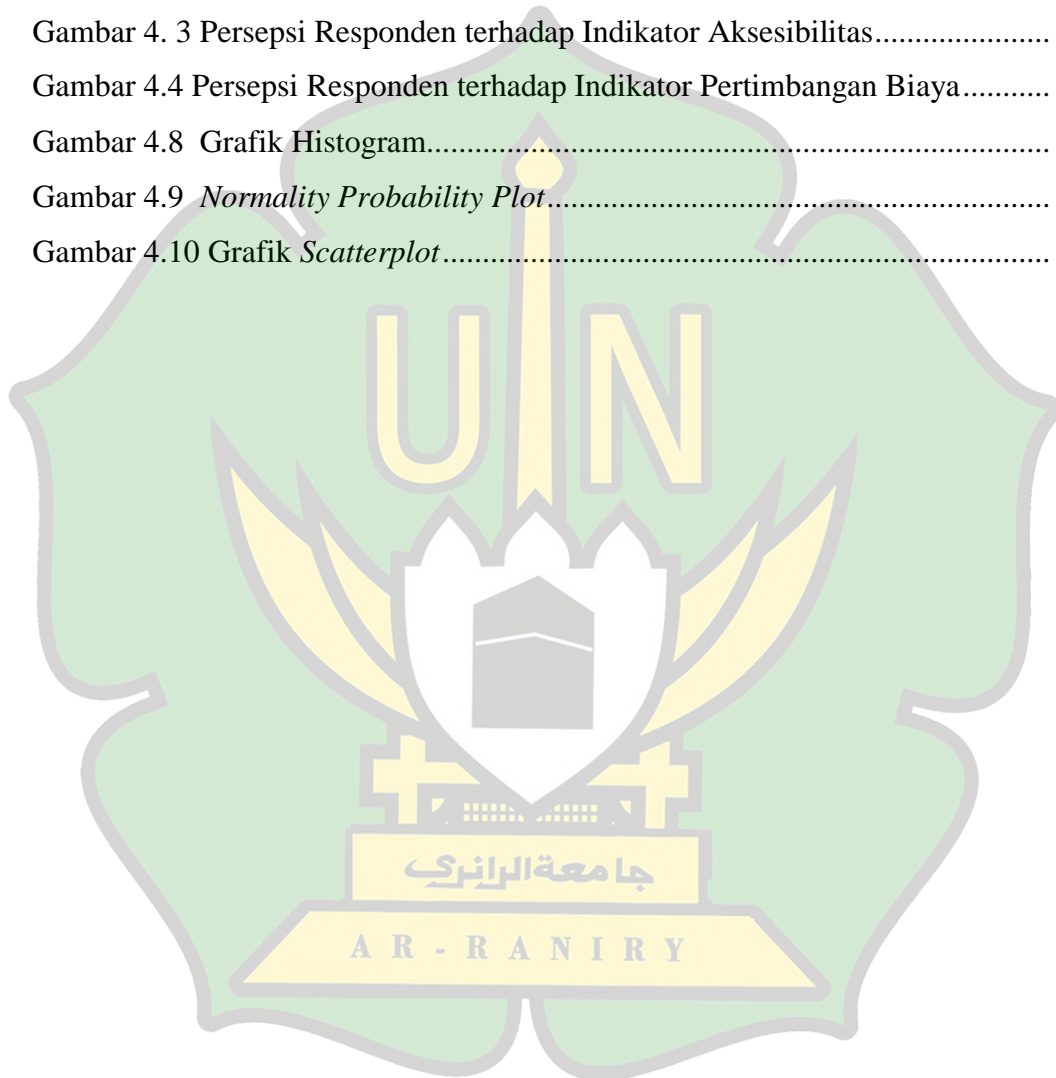 Gambar 4. 3 Persepsi Responden terhadap Indikator Aksesibilitas......................
Gambar 4.4 Persepsi Responden terhadap Indikator Pertimbangan Biaya...........
Gambar 4.8  Grafik Histogram.............................................................................
Gambar 4.9  Normality Probability Plot..............................................................
Gambar 4.10 Grafik Scatterplot...........................................................................
U I N
جامعة الرانري
AR - RANIRY